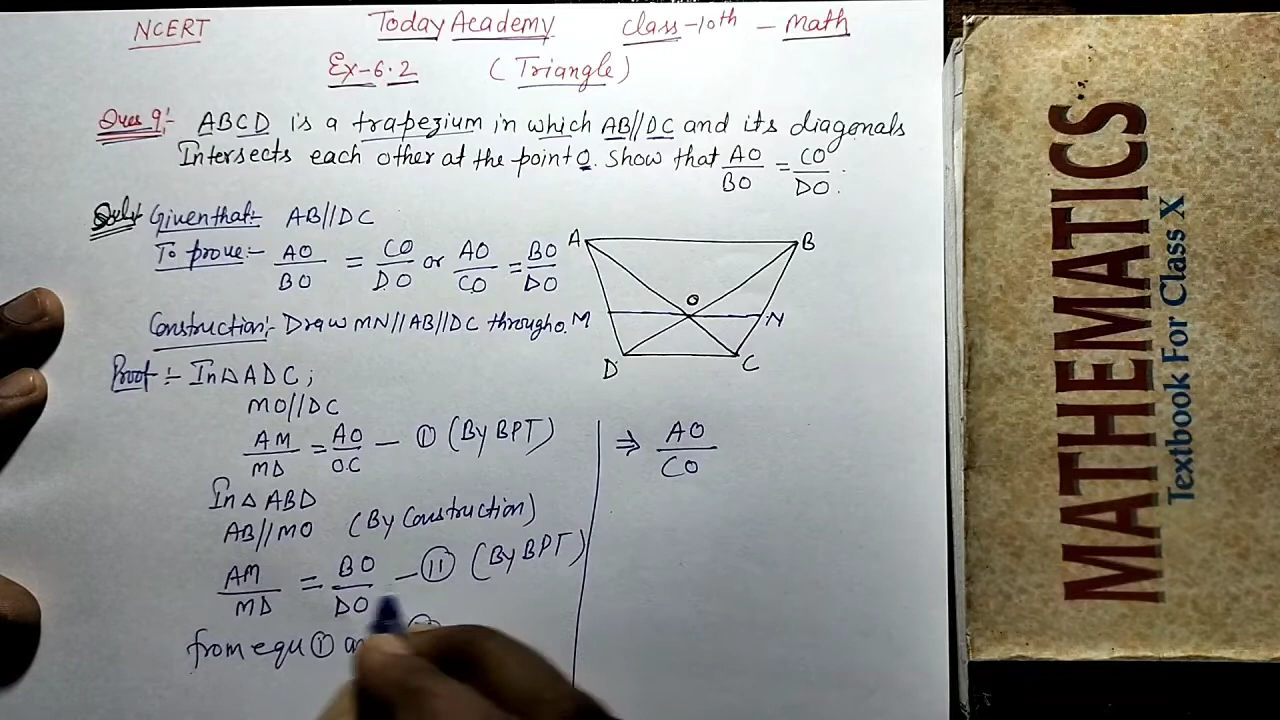 NCERT Today Academy Class-10th - Math
Ex-6.2 (Triangle)
Ques 9:- ABCD is a trapezium in which AB//DC and its diagonals
Intersects each other at the point O. Show that AO/BO = CO/DO.
Soluy Giventhat:- AB//DC
To prove:- AO/BO = CO/DO or AO/CO = BO/DO
Construction:- Draw MN//AB//DC through O.
A B
O
M N
D C
Proof:- In △ ADC;
MO//DC
AM/MD = AO/OC - ① (By BPT)
In △ ABD
AB//MO (By Construction)
AM/MD = BO/DO - ⑪ (By BPT)
from equ ①
⇒ AO/CO
MATHEMATICS
Textbook For Class X